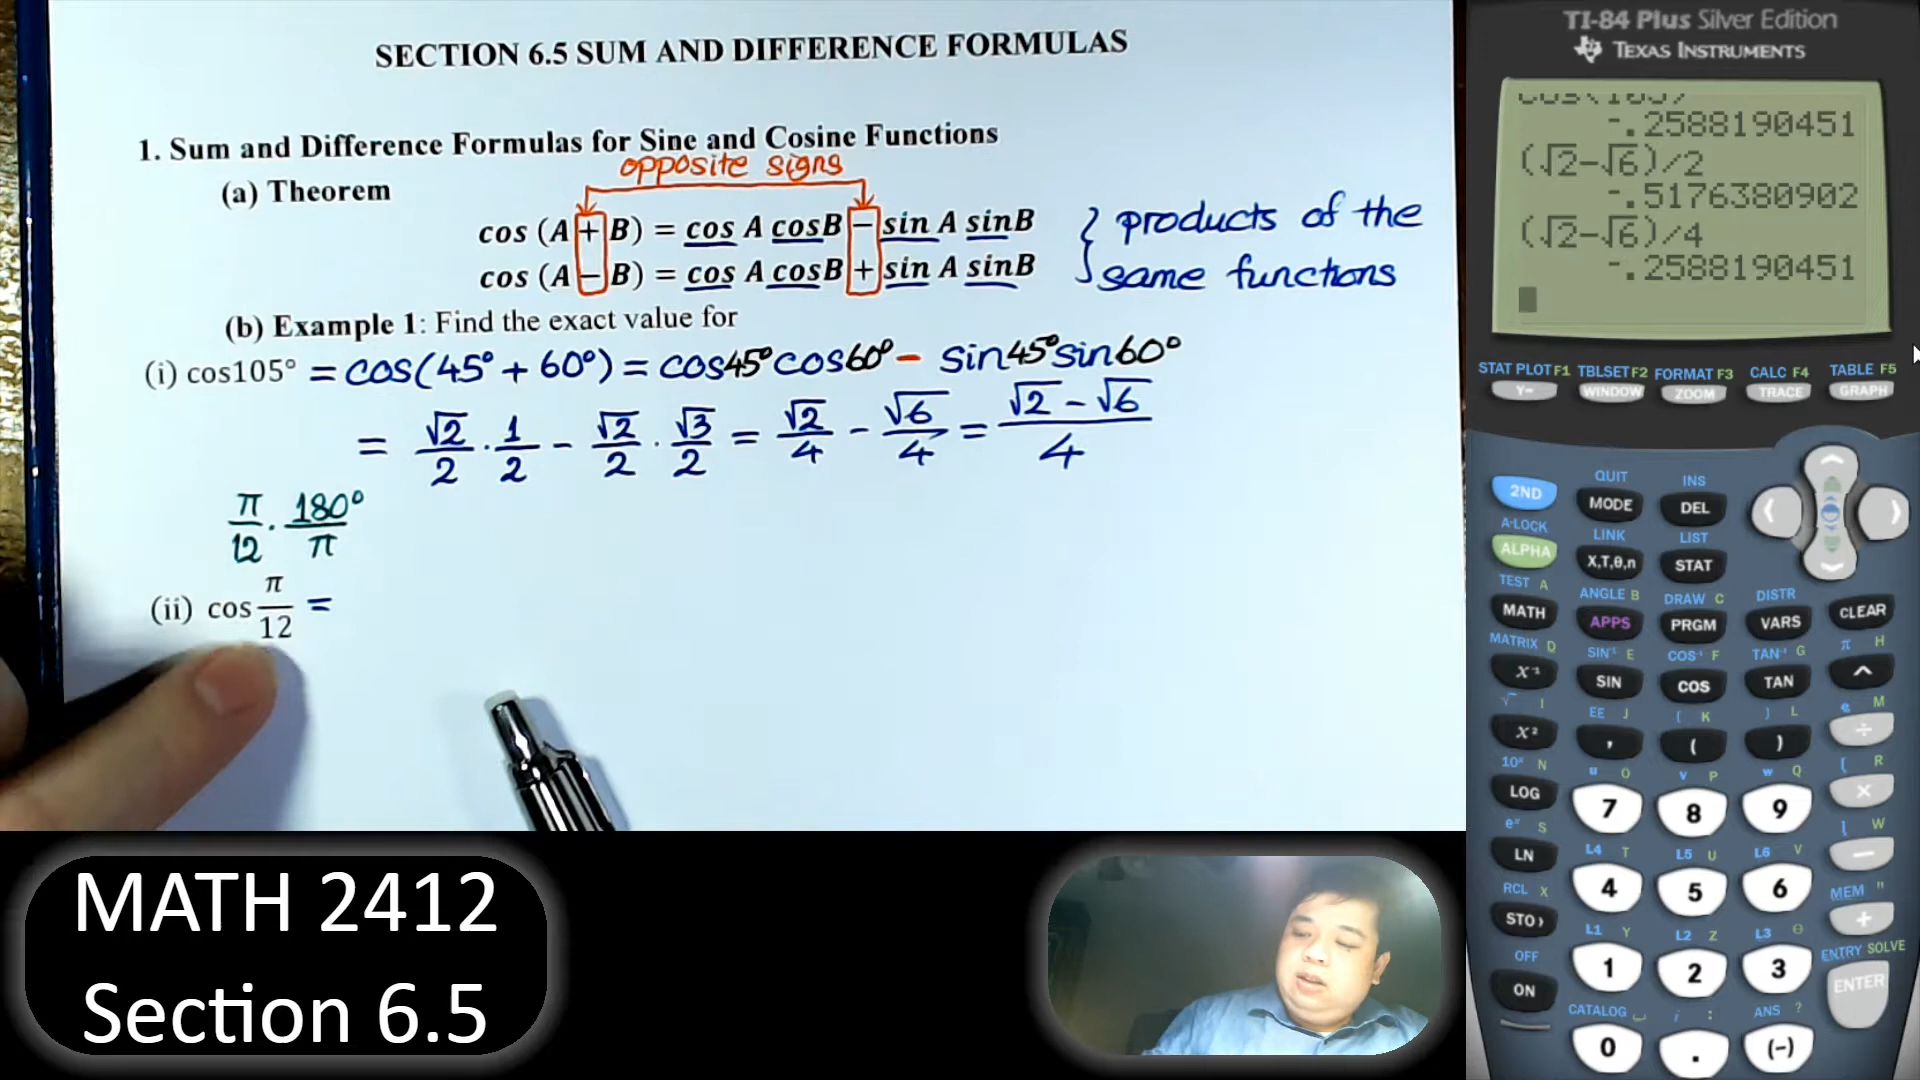 SECTION 6.5 SUM AND DIFFERENCE FORMULAS
1. Sum and Difference Formulas for Sine and Cosine Functions
opposite signs
(a) Theorem
cos (A + B) = cos A cosB − sin A sinB
cos (A − B) = cos A cosB + sin A sinB
} products of the
same functions
(b) Example 1: Find the exact value for
(i) cos105° = cos(45° + 60°) = cos45°cos60° − sin45°sin60°
= √2/2 · 1/2 − √2/2 · √3/2 = √2/4 − √6/4 = (√2 − √6)/4
π/12 · 180°/π
(ii) cos π/12 =
MATH 2412
Section 6.5
TI-84 Plus Silver Edition
TEXAS INSTRUMENTS
cos(105)
-.2588190451
(√2-√6)/2
-.5176380902
(√2-√6)/4
-.2588190451
STAT PLOT F1 TBLSET F2 FORMAT F3 CALC F4 TABLE F5
Y= WINDOW ZOOM TRACE GRAPH
QUIT INS
2ND MODE DEL
A-LOCK LINK LIST
ALPHA X,T,θ,n STAT
TEST A ANGLE B DRAW C DISTR
MATH APPS PRGM VARS CLEAR
MATRIX D SIN⁻¹ E COS⁻¹ F TAN⁻¹ G π H
X⁻¹ SIN COS TAN ^
√ I EE J { K } L e M
X² , ( ) ÷
10ˣ N u O v P w Q [ R
LOG 7 8 9 ×
eˣ S L4 T L5 U L6 V ] W
LN 4 5 6 −
RCL X L1 Y L2 Z L3 θ MEM "
STO› 1 2 3 +
OFF CATALOG i : ANS ? ENTRY SOLVE
ON 0 . (-) ENTER